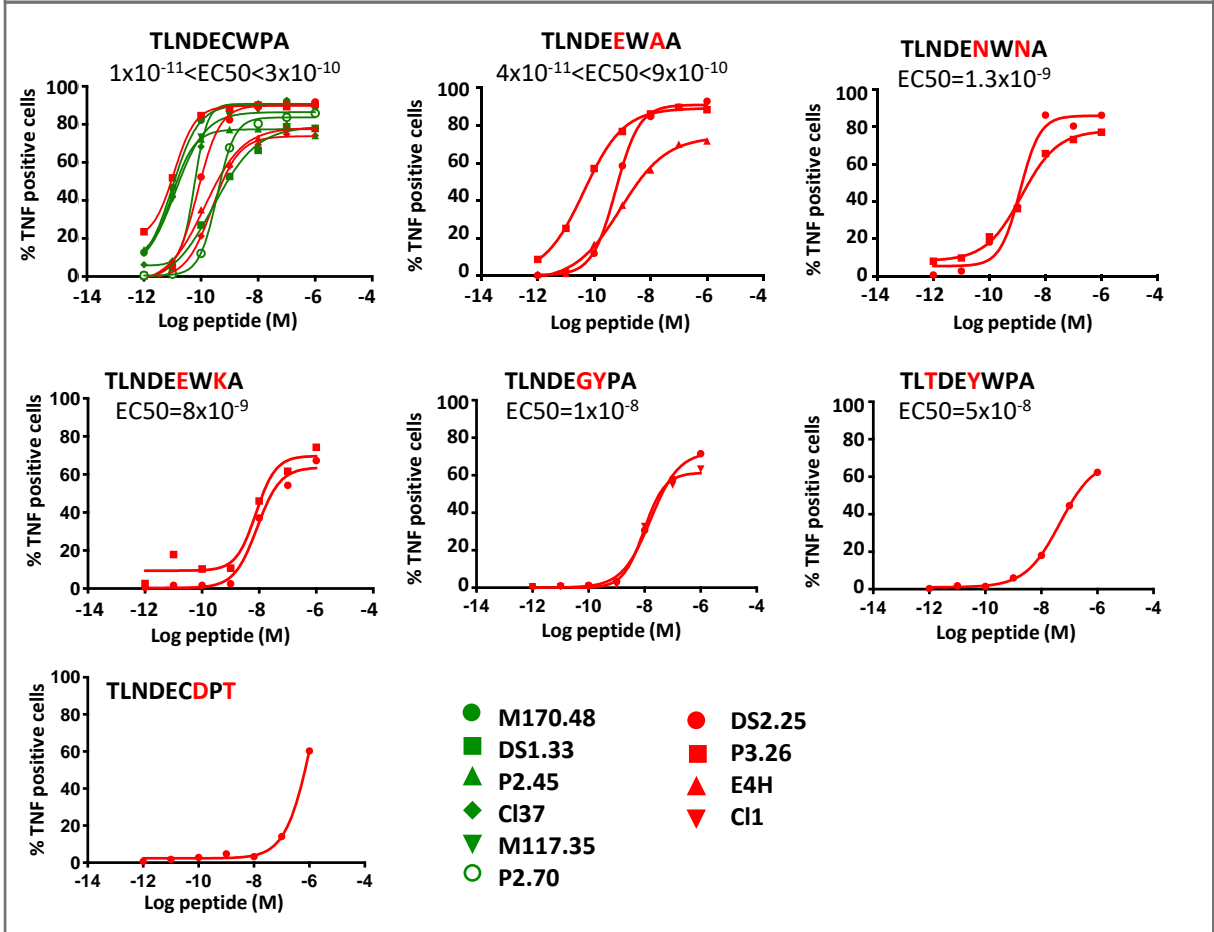 TLNDECWPA
1x10⁻¹¹<EC50<3x10⁻¹⁰
100
80
60
40
20
0
-14 -12 -10 -8 -6 -4
% TNF positive cells
Log peptide (M)
TLNDEEWAA
4x10⁻¹¹<EC50<9x10⁻¹⁰
100
80
60
40
20
0
-14 -12 -10 -8 -6 -4
% TNF positive cells
Log peptide (M)
TLNDENWNA
EC50=1.3x10⁻⁹
100
80
60
40
20
0
-14 -12 -10 -8 -6 -4
% TNF positive cells
Log peptide (M)
TLNDEEWKA
EC50=8x10⁻⁹
100
80
60
40
20
0
-14 -12 -10 -8 -6 -4
% TNF positive cells
Log peptide (M)
TLNDEGYPA
EC50=1x10⁻⁸
100
80
60
40
20
0
-14 -12 -10 -8 -6 -4
% TNF positive cells
Log peptide (M)
TLTDEYWPA
EC50=5x10⁻⁸
100
80
60
40
20
0
-14 -12 -10 -8 -6 -4
% TNF positive cells
Log peptide (M)
TLNDECDPT
100
80
60
40
20
0
-14 -12 -10 -8 -6 -4
% TNF positive cells
Log peptide (M)
M170.48
DS1.33
P2.45
Cl37
M117.35
P2.70
DS2.25
P3.26
E4H
Cl1